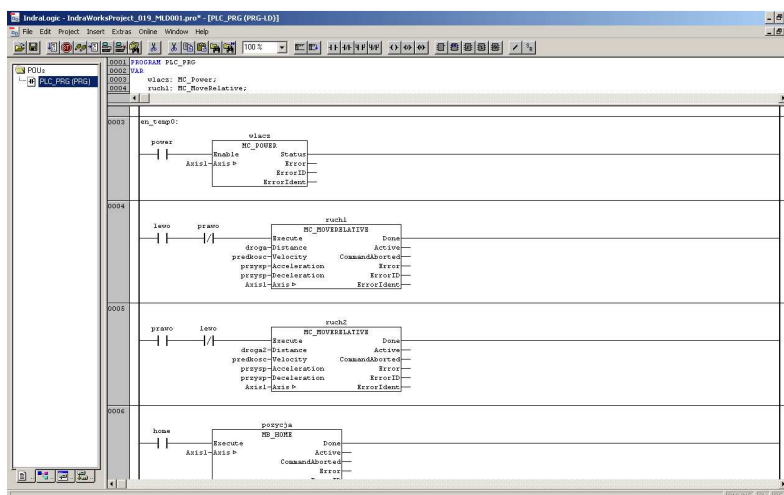 IndraLogic - IndraWorksProject_019_MLD001.pro* - [PLC_PRG (PRG-LD)]
File Edit Project Insert Extras Online Window Help
100 %
POUs
PLC_PRG (PRG)
0001 PROGRAM PLC_PRG
0002 VAR
0003 wlacz: MC_Power;
0004 ruch1: MC_MoveRelative;
0003
en_temp0:
wlacz
power MC_POWER
Enable Status
Axis1 Axis Error
ErrorID
ErrorIdent
0004
ruch1
lewo prawo MC_MOVERELATIVE
Execute Done
droga Distance Active
predkosc Velocity CommandAborted
przysp Acceleration Error
przysp Deceleration ErrorID
Axis1 Axis ErrorIdent
0005
ruch2
prawo lewo MC_MOVERELATIVE
Execute Done
droga2 Distance Active
predkosc Velocity CommandAborted
przysp Acceleration Error
przysp Deceleration ErrorID
Axis1 Axis ErrorIdent
0006
pozycja
home MB_HOME
Execute Done
Axis1 Axis Active
CommandAborted
Error